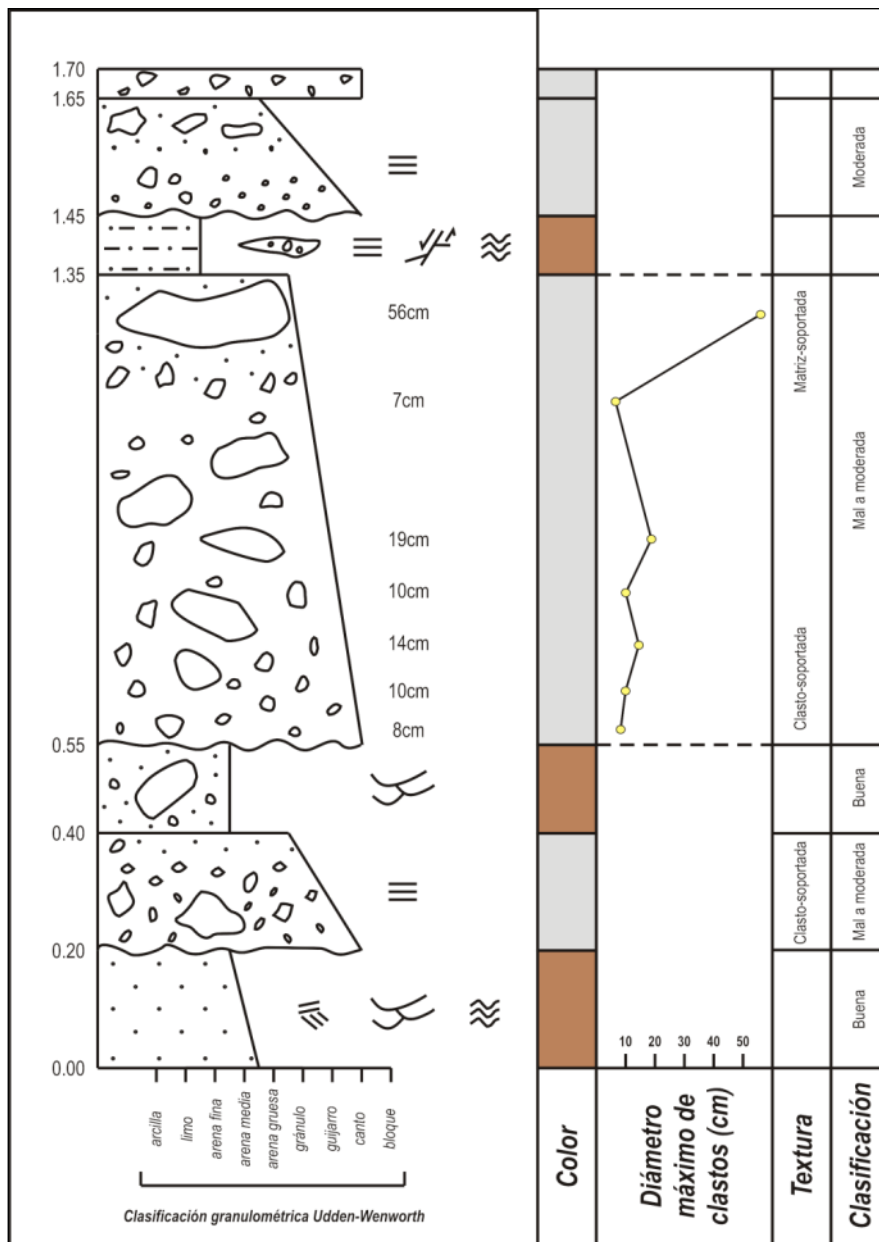 1.70
1.65
Moderada
1.45
1.35
56cm
Matriz-soportada
7cm
Mal a moderada
19cm
10cm
14cm
Clasto-soportada
10cm
8cm
0.55
Buena
0.40
Clasto-soportada
Mal a moderada
0.20
Buena
10 20 30 40 50
0.00
arcilla
limo
arena fina
arena media
arena gruesa
gránulo
guijarro
canto
bloque
Clasificación granulométrica Udden-Wenworth
Color
Diámetro
máximo de
clastos (cm)
Textura
Clasificación